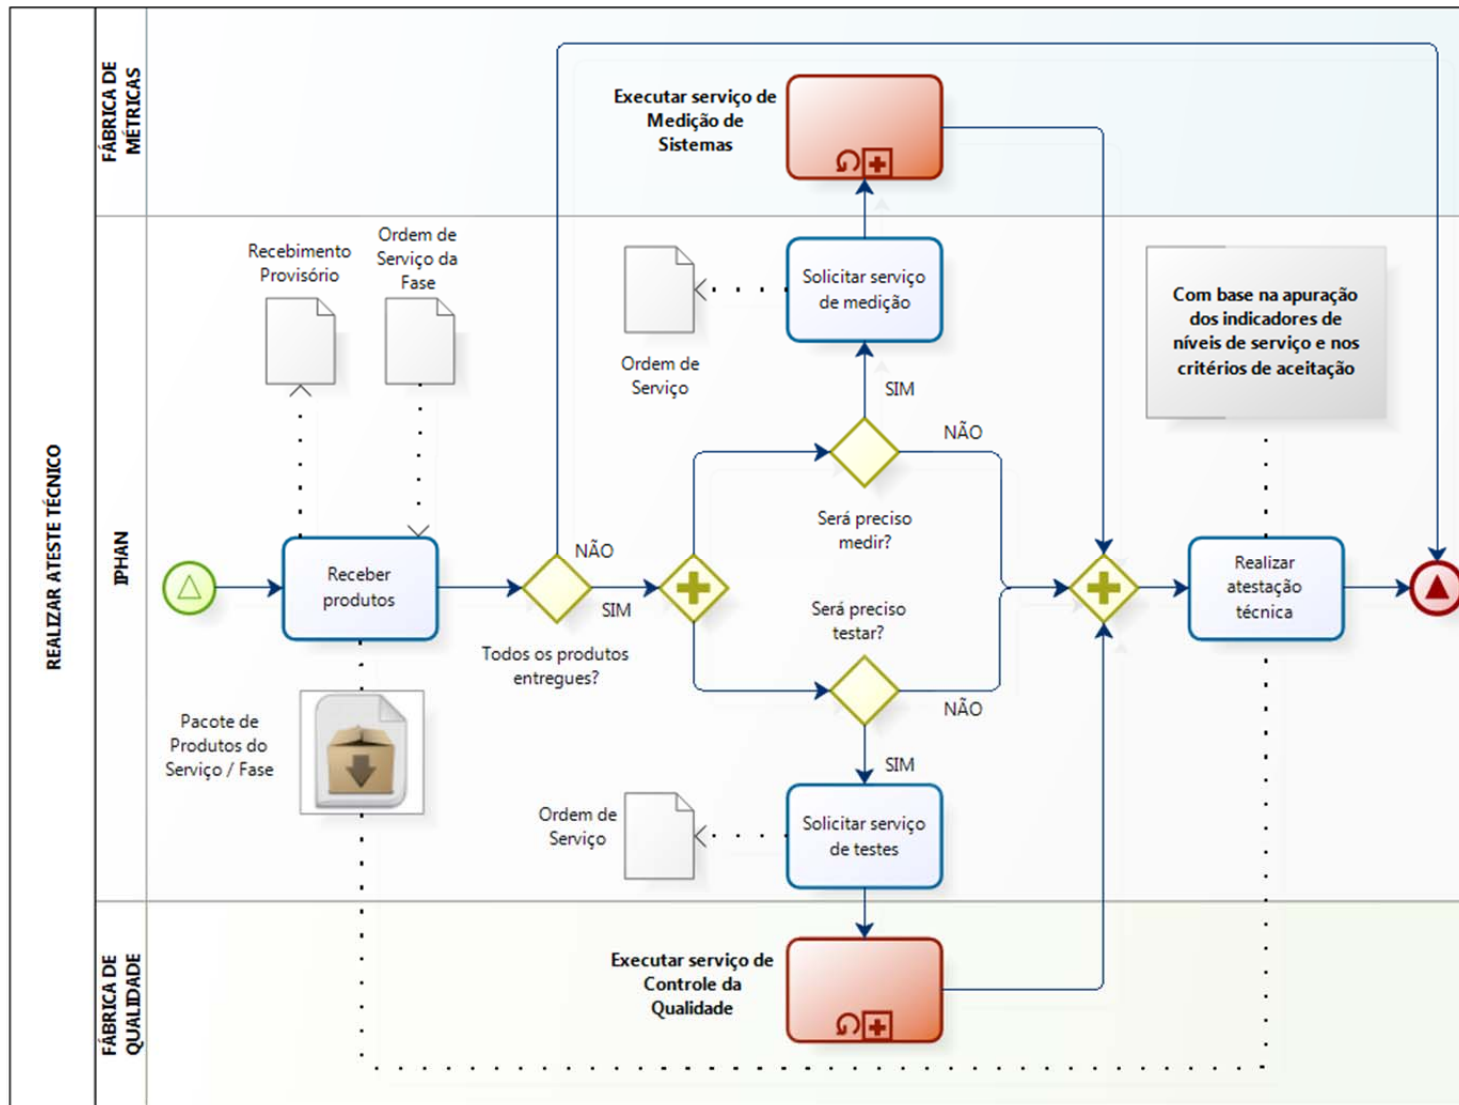 REALIZAR ATESTE TÉCNICO
FÁBRICA DE
MÉTRICAS
Executar serviço de
Medição de
Sistemas
IPHAN
Recebimento
Provisório
Ordem de
Serviço da
Fase
Solicitar serviço
de medição
Ordem de
Serviço
Com base na apuração
dos indicadores de
níveis de serviço e nos
critérios de aceitação
SIM
NÃO
Será preciso
medir?
Receber
produtos
NÃO
SIM
Todos os produtos
entregues?
Será preciso
testar?
NÃO
SIM
Realizar
atestação
técnica
Pacote de
Produtos do
Serviço / Fase
Ordem de
Serviço
Solicitar serviço
de testes
FÁBRICA DE
QUALIDADE
Executar serviço de
Controle da
Qualidade